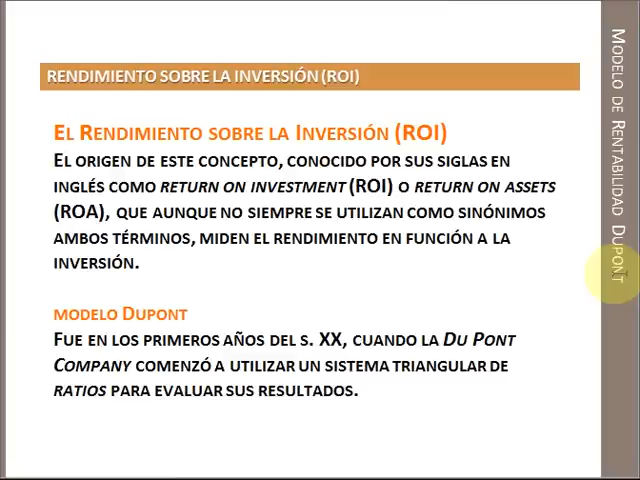 RENDIMIENTO SOBRE LA INVERSIÓN (ROI)
EL RENDIMIENTO SOBRE LA INVERSIÓN (ROI)
EL ORIGEN DE ESTE CONCEPTO, CONOCIDO POR SUS SIGLAS EN
INGLÉS COMO RETURN ON INVESTMENT (ROI) O RETURN ON ASSETS
(ROA), QUE AUNQUE NO SIEMPRE SE UTILIZAN COMO SINÓNIMOS
AMBOS TÉRMINOS, MIDEN EL RENDIMIENTO EN FUNCIÓN A LA
INVERSIÓN.
MODELO DUPONT
FUE EN LOS PRIMEROS AÑOS DEL S. XX, CUANDO LA DU PONT
COMPANY COMENZÓ A UTILIZAR UN SISTEMA TRIANGULAR DE
RATIOS PARA EVALUAR SUS RESULTADOS.
MODELO DE RENTABILIDAD DUPONT